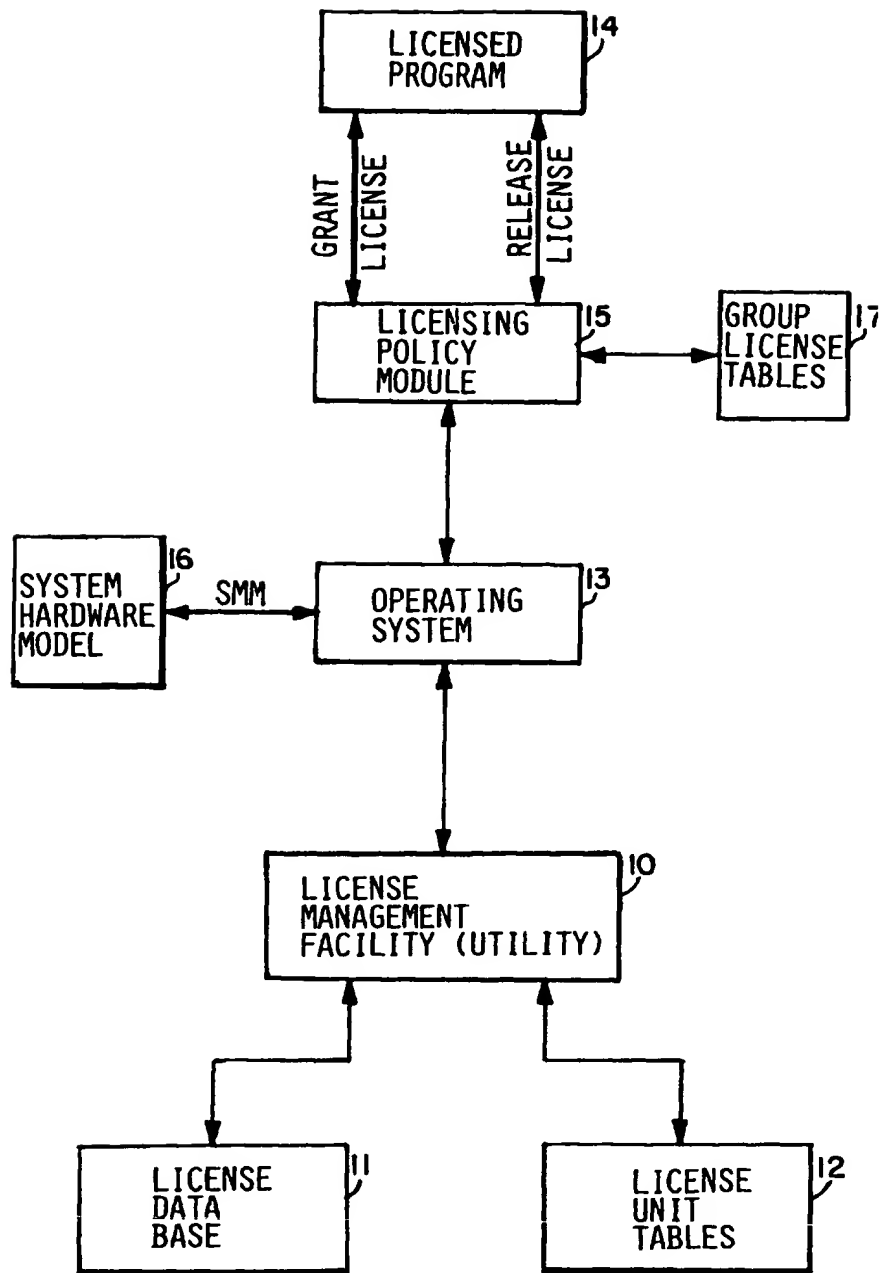 14
LICENSED
PROGRAM
GRANT
LICENSE
RELEASE
LICENSE
15
LICENSING
POLICY
MODULE
17
GROUP
LICENSE
TABLES
16
SYSTEM
HARDWARE
MODEL
SMM
13
OPERATING
SYSTEM
10
LICENSE
MANAGEMENT
FACILITY (UTILITY)
11
LICENSE
DATA
BASE
12
LICENSE
UNIT
TABLES